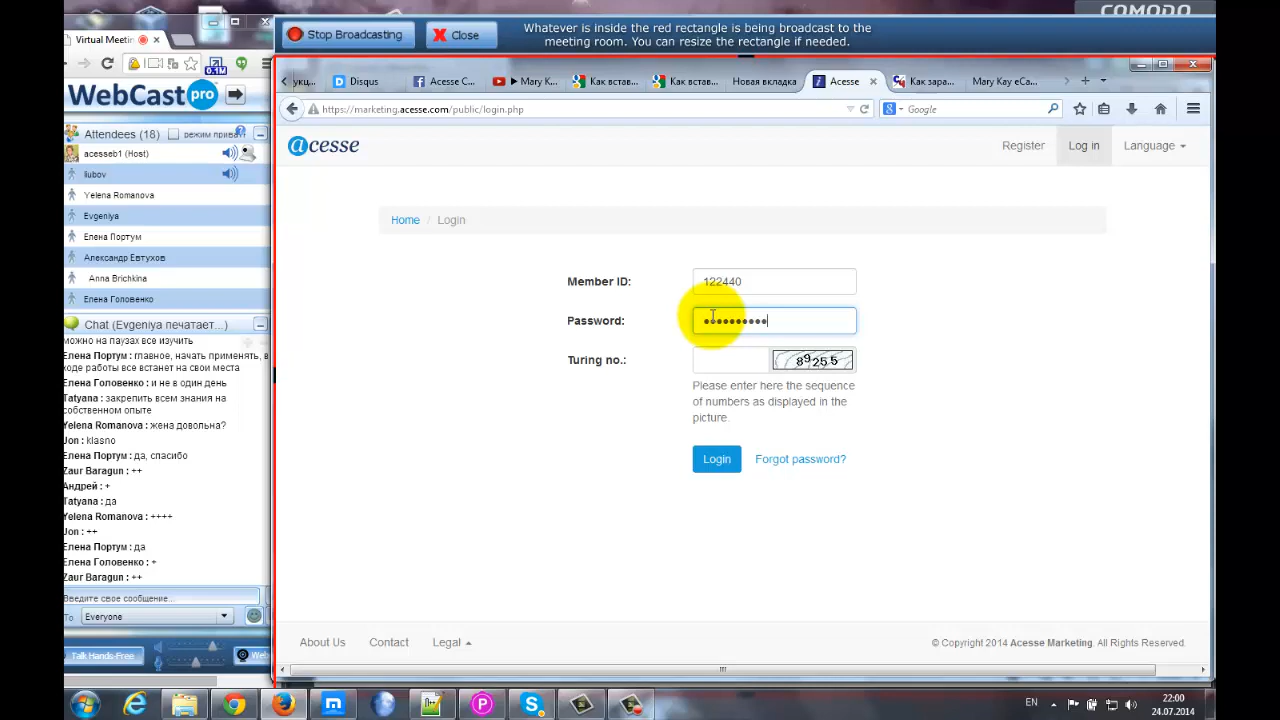 COMODO
Virtual Meetin
Stop Broadcasting
Close
Whatever is inside the red rectangle is being broadcast to the
meeting room. You can resize the rectangle if needed.
0.1M
укц...
Disqus
Acesse C...
Mary K...
Как встав...
Как встав...
Новая вкладка
Acesse
Как зара...
Mary Kay eCa...
https://marketing.acesse.com/public/login.php
Google
WebCast pro
acesse
Register
Log in
Language
Attendees (18)
режим приват
acesseb1 (Host)
liubov
Yelena Romanova
Evgeniya
Елена Портум
Александр Евтухов
Anna Brichkina
Елена Головенко
Home / Login
Member ID:
122440
Password:
Turing no.:
89255
Please enter here the sequence
of numbers as displayed in the
picture.
Login
Forgot password?
Chat (Evgeniya печатает...)
можно на паузах все изучить
Елена Портум : главное, начать применять, в
ходе работы все встанет на свои места
Елена Головенко : и не в один день
Tatyana : закрепить всем знания на
собственном опыте
Yelena Romanova : жена довольна?
Jon : klasno
Елена Портум : да, спасибо
Zaur Baragun : ++
Андрей : +
Tatyana : да
Yelena Romanova : ++++
Jon : ++
Елена Портум : да
Елена Головенко : +
Zaur Baragun : ++
Введите свое сообщение...
To
Everyone
Talk Hands-Free
Web
About Us
Contact
Legal
© Copyright 2014 Acesse Marketing. All Rights Reserved.
EN
22:00
24.07.2014